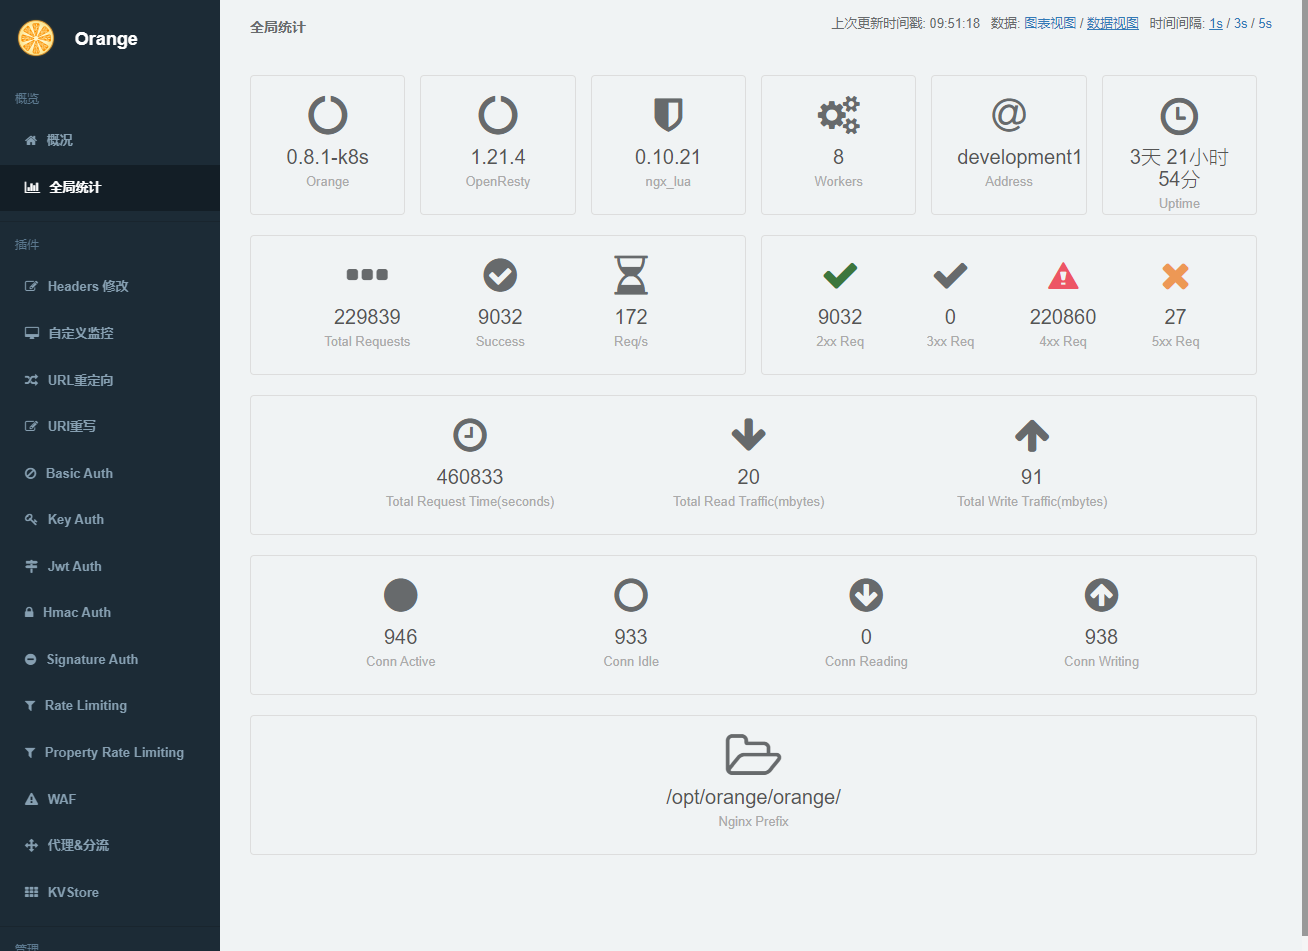 Orange
概览
概况
全局统计
插件
Headers 修改
自定义监控
URL重定向
URI重写
Basic Auth
Key Auth
Jwt Auth
Hmac Auth
Signature Auth
Rate Limiting
Property Rate Limiting
WAF
代理&分流
KVStore
管理
全局统计
上次更新时间戳: 09:51:18 数据: 图表视图 / 数据视图 时间间隔: 1s / 3s / 5s
0.8.1-k8s
Orange
1.21.4
OpenResty
0.10.21
ngx_lua
8
Workers
development1
Address
3天 21小时
54分
Uptime
229839
Total Requests
9032
Success
172
Req/s
9032
2xx Req
0
3xx Req
220860
4xx Req
27
5xx Req
460833
Total Request Time(seconds)
20
Total Read Traffic(mbytes)
91
Total Write Traffic(mbytes)
946
Conn Active
933
Conn Idle
0
Conn Reading
938
Conn Writing
/opt/orange/orange/
Nginx Prefix